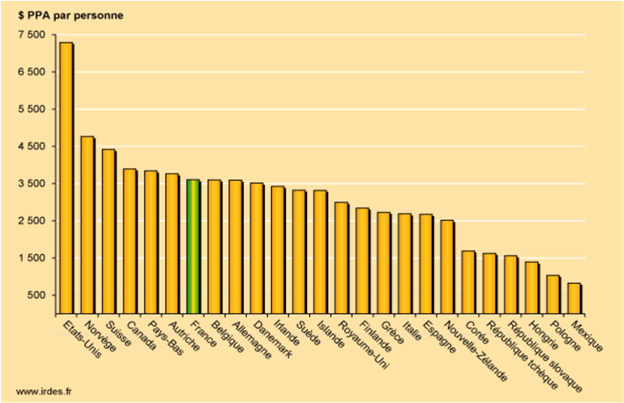 $ PPA par personne
7 500
6 500
5 500
4 500
3 500
2 500
1 500
500
Etats-Unis
Norvège
Suisse
Canada
Pays-Bas
Autriche
France
Belgique
Allemagne
Danemark
Irlande
Suède
Islande
Royaume-Uni
Finlande
Grèce
Italie
Espagne
Nouvelle-Zélande
Corée
République tchèque
République slovaque
Hongrie
Pologne
Mexique
www.irdes.fr